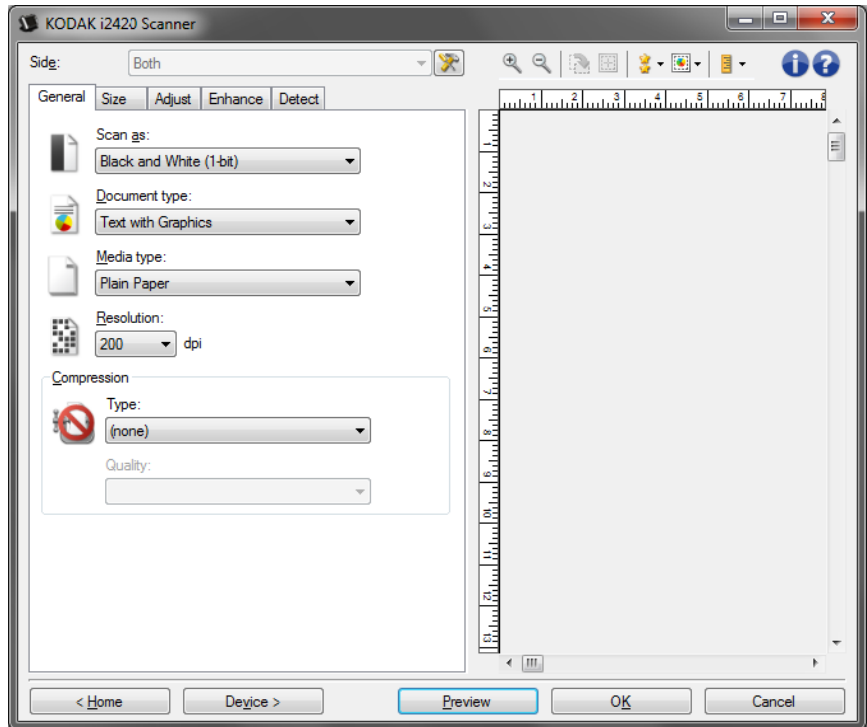 KODAK i2420 Scanner
Side: Both
General Size Adjust Enhance Detect
Scan as:
Black and White (1-bit)
Document type:
Text with Graphics
Media type:
Plain Paper
Resolution:
200 dpi
Compression
Type:
(none)
Quality:
1 2 3 4 5 6 7 8
1
2
3
4
5
6
7
8
9
10
11
12
13
< Home Device > Preview OK Cancel